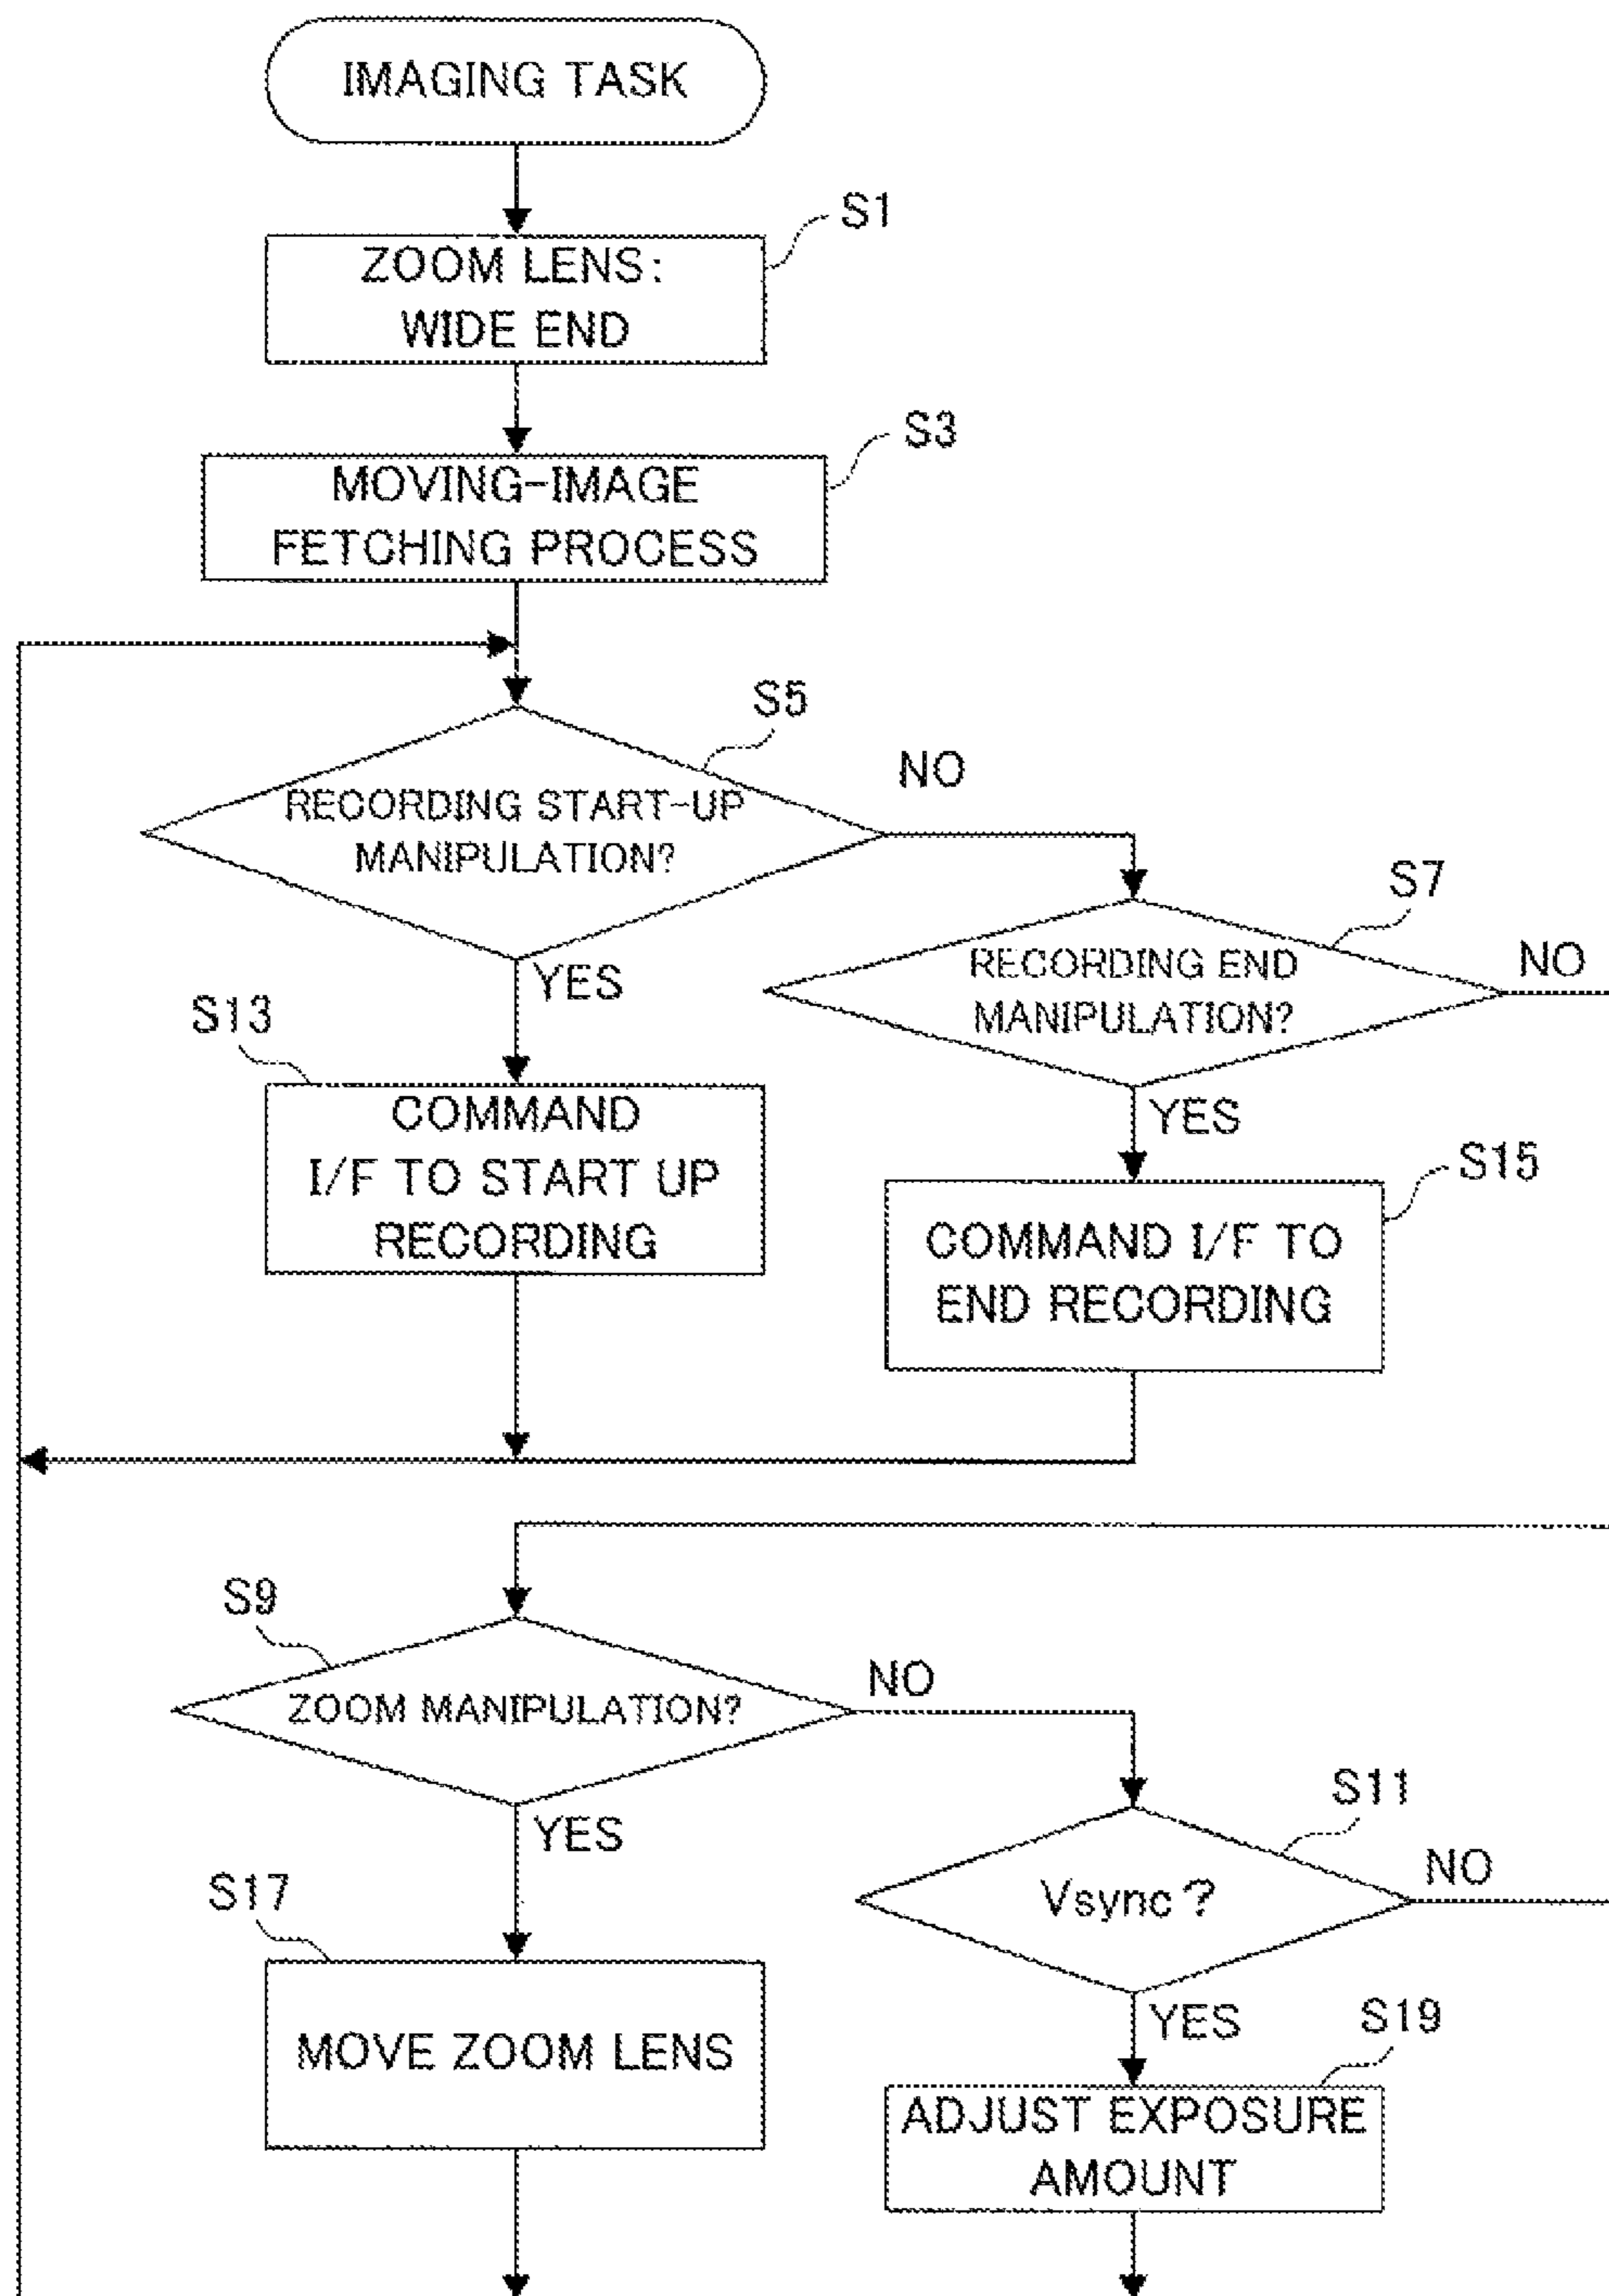 IMAGING TASK
S1
ZOOM LENS:
WIDE END
S3
MOVING-IMAGE
FETCHING PROCESS
S5
RECORDING START-UP
MANIPULATION?
NO
YES
S7
RECORDING END
MANIPULATION?
NO
YES
S13
COMMAND
I/F TO START UP
RECORDING
S15
COMMAND I/F TO
END RECORDING
S9
ZOOM MANIPULATION?
NO
YES
S11
Vsync?
NO
YES
S17
MOVE ZOOM LENS
S19
ADJUST EXPOSURE
AMOUNT